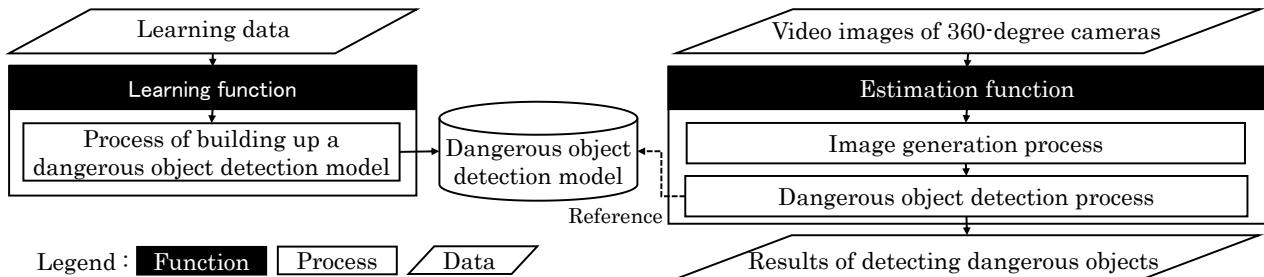 Learning data
Learning function
Process of building up a
dangerous object detection model
Dangerous object
detection model
Reference
Video images of 360-degree cameras
Estimation function
Image generation process
Dangerous object detection process
Results of detecting dangerous objects
Legend : Function Process Data